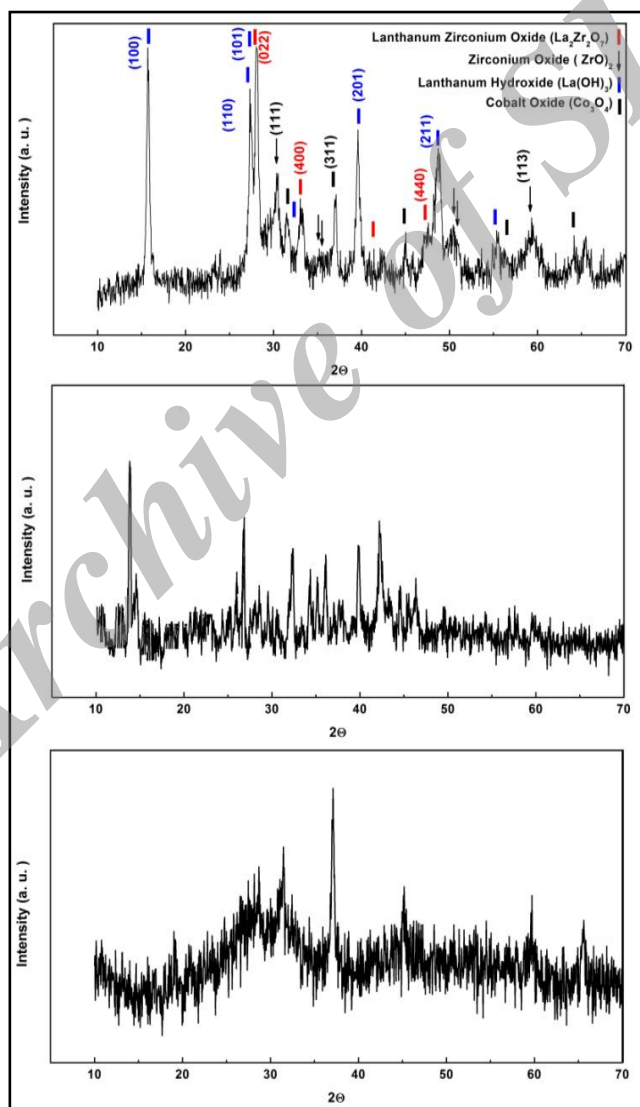 Lanthanum Zirconium Oxide (La2Zr2O7)
Zirconium Oxide ( ZrO)2
Lanthanum Hydroxide (La(OH)3)
Cobalt Oxide (Co3O4)
(100)
(110)
(101)
(022)
(111)
(400)
(311)
(201)
(440)
(211)
(113)
Intensity (a. u. )
10 20 30 40 50 60 70
2Θ
Intensity (a. u. )
10 20 30 40 50 60 70
2Θ
Intensity (a. u. )
10 20 30 40 50 60 70
2Θ
Archive of S